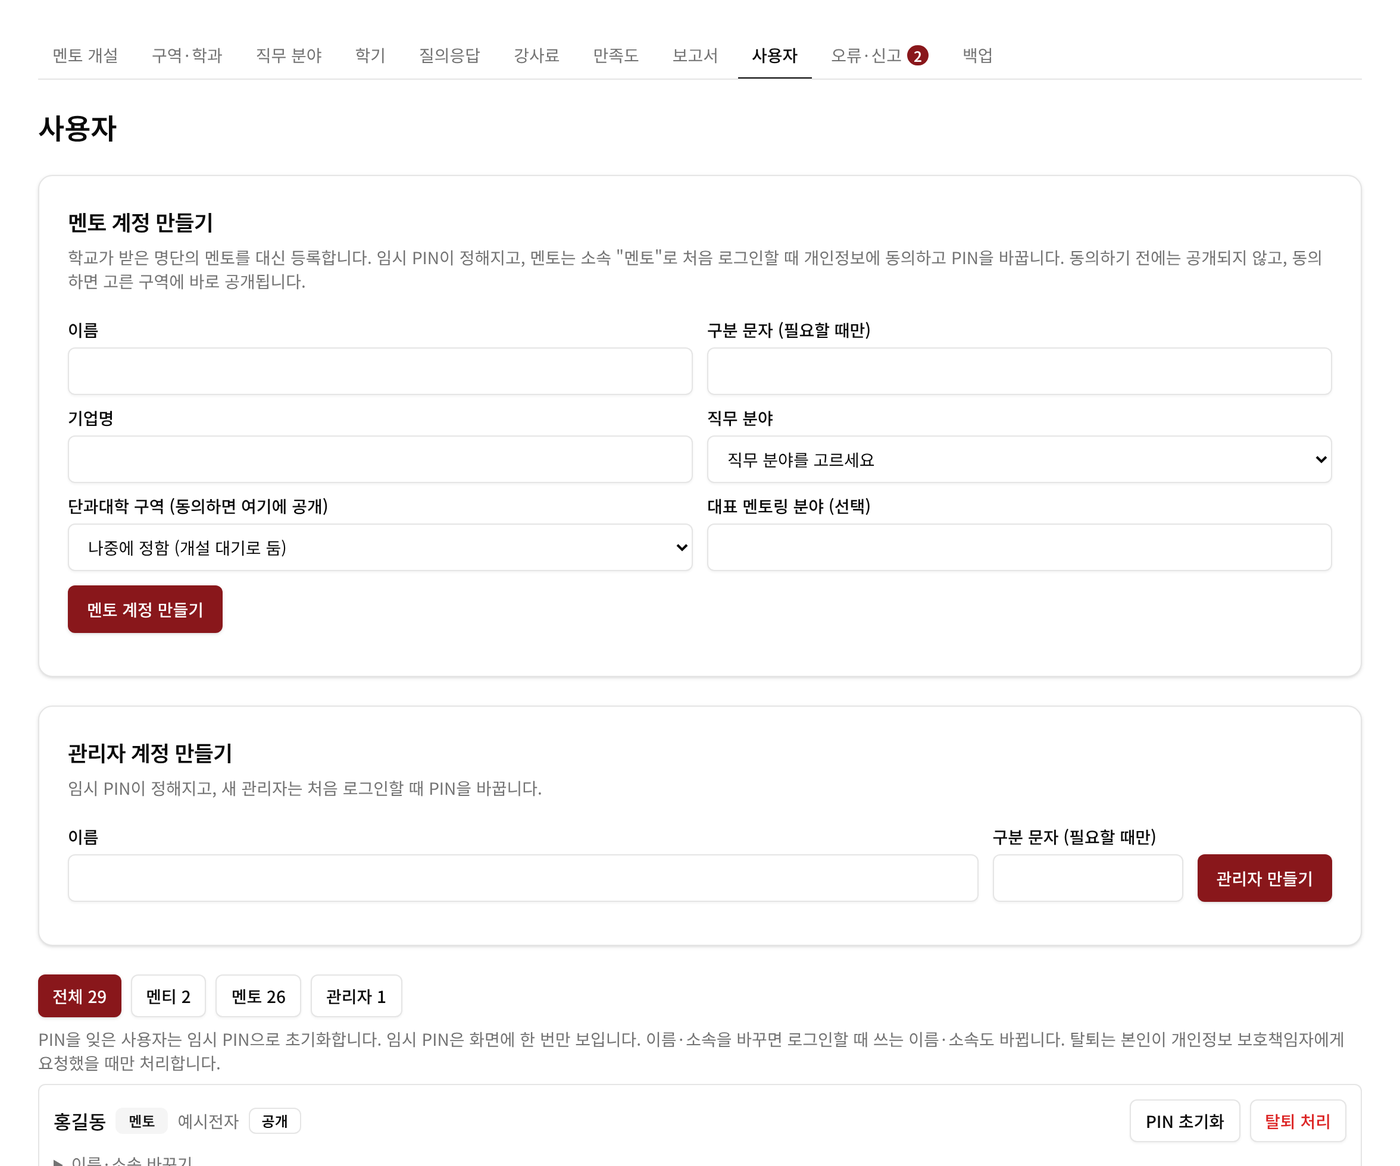 멘토 개설 구역·학과 직무 분야 학기 질의응답 강사료 만족도 보고서 사용자 오류·신고 2 백업
사용자
멘토 계정 만들기
학교가 받은 명단의 멘토를 대신 등록합니다. 임시 PIN이 정해지고, 멘토는 소속 "멘토"로 처음 로그인할 때 개인정보에 동의하고 PIN을 바꿉니다. 동의하기 전에는 공개되지 않고, 동의
하면 고른 구역에 바로 공개됩니다.
이름 구분 문자 (필요할 때만)
기업명 직무 분야
직무 분야를 고르세요
단과대학 구역 (동의하면 여기에 공개) 대표 멘토링 분야 (선택)
나중에 정함 (개설 대기로 둠)
멘토 계정 만들기
관리자 계정 만들기
임시 PIN이 정해지고, 새 관리자는 처음 로그인할 때 PIN을 바꿉니다.
이름 구분 문자 (필요할 때만)
관리자 만들기
전체 29 멘티 2 멘토 26 관리자 1
PIN을 잊은 사용자는 임시 PIN으로 초기화합니다. 임시 PIN은 화면에 한 번만 보입니다. 이름·소속을 바꾸면 로그인할 때 쓰는 이름·소속도 바뀝니다. 탈퇴는 본인이 개인정보 보호책임자에게
요청했을 때만 처리합니다.
홍길동 멘토 예시전자 공개 PIN 초기화 탈퇴 처리
▶ 이름·소속 바꾸기